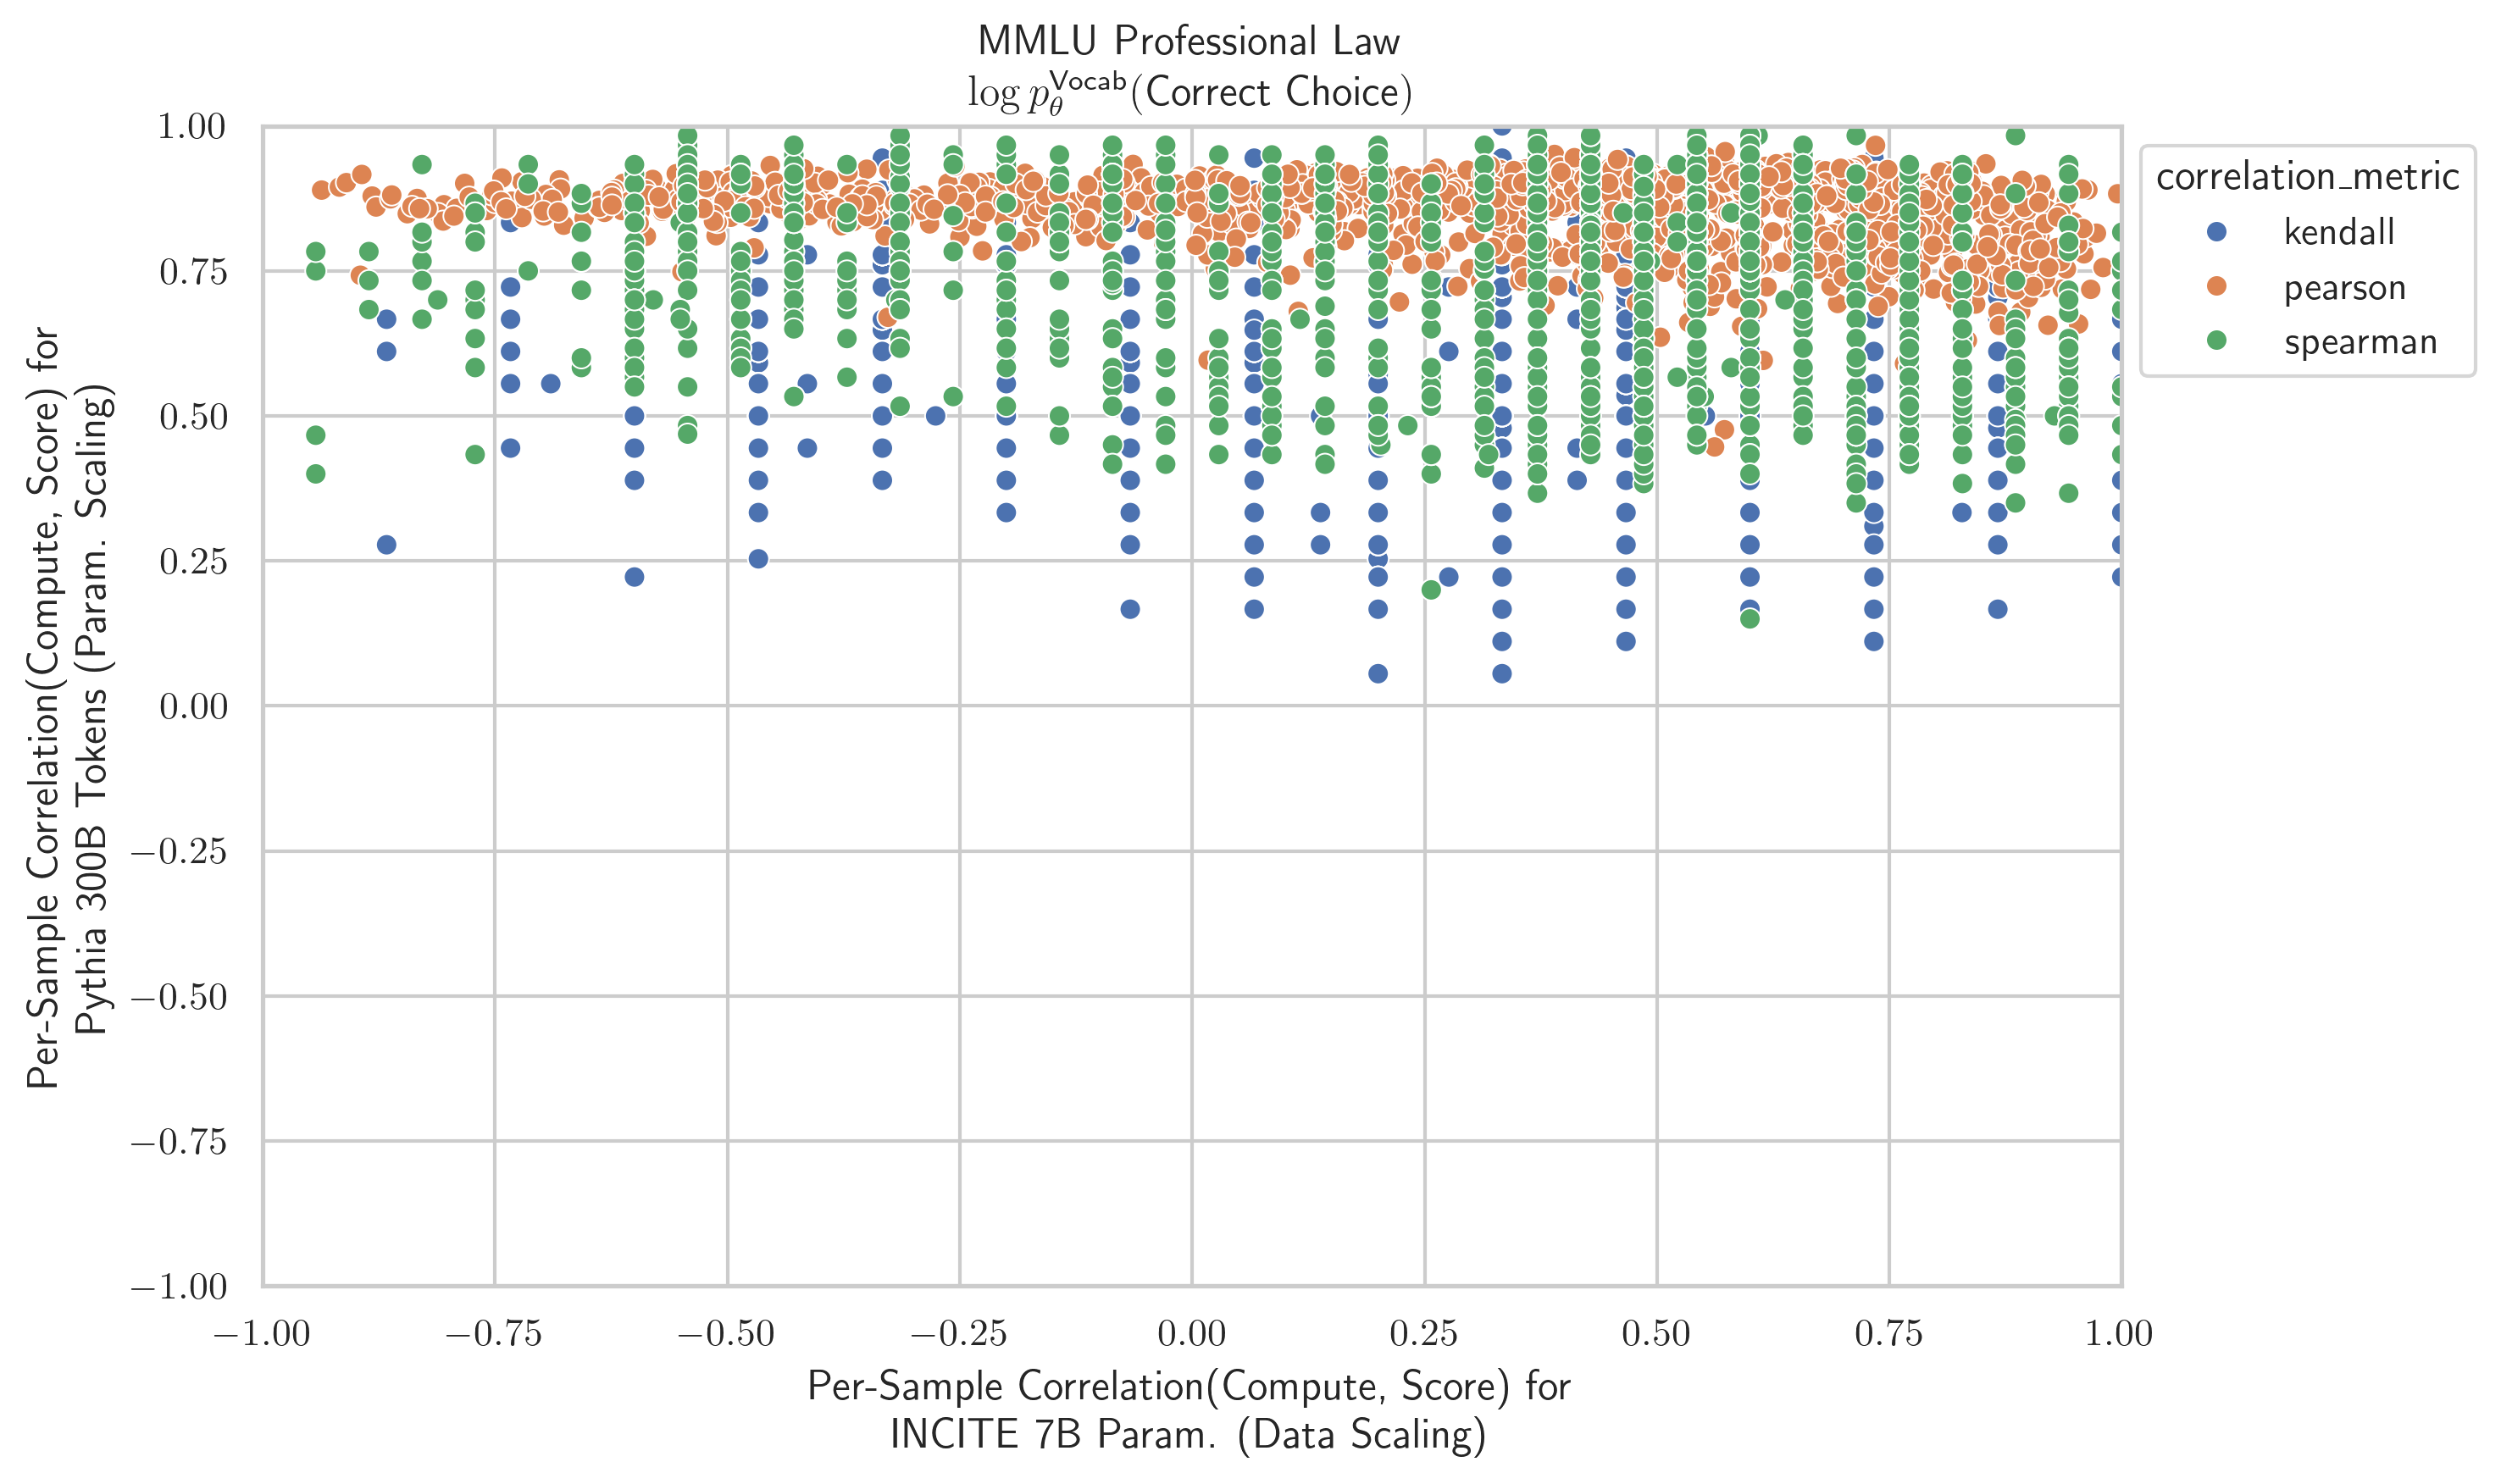 MMLU Professional Law
log p_θ^Vocab(Correct Choice)
Per-Sample Correlation(Compute, Score) for
Pythia 300B Tokens (Param. Scaling)
1.00
0.75
0.50
0.25
0.00
−0.25
−0.50
−0.75
−1.00
−1.00 −0.75 −0.50 −0.25 0.00 0.25 0.50 0.75 1.00
Per-Sample Correlation(Compute, Score) for
INCITE 7B Param. (Data Scaling)
correlation_metric
kendall
pearson
spearman